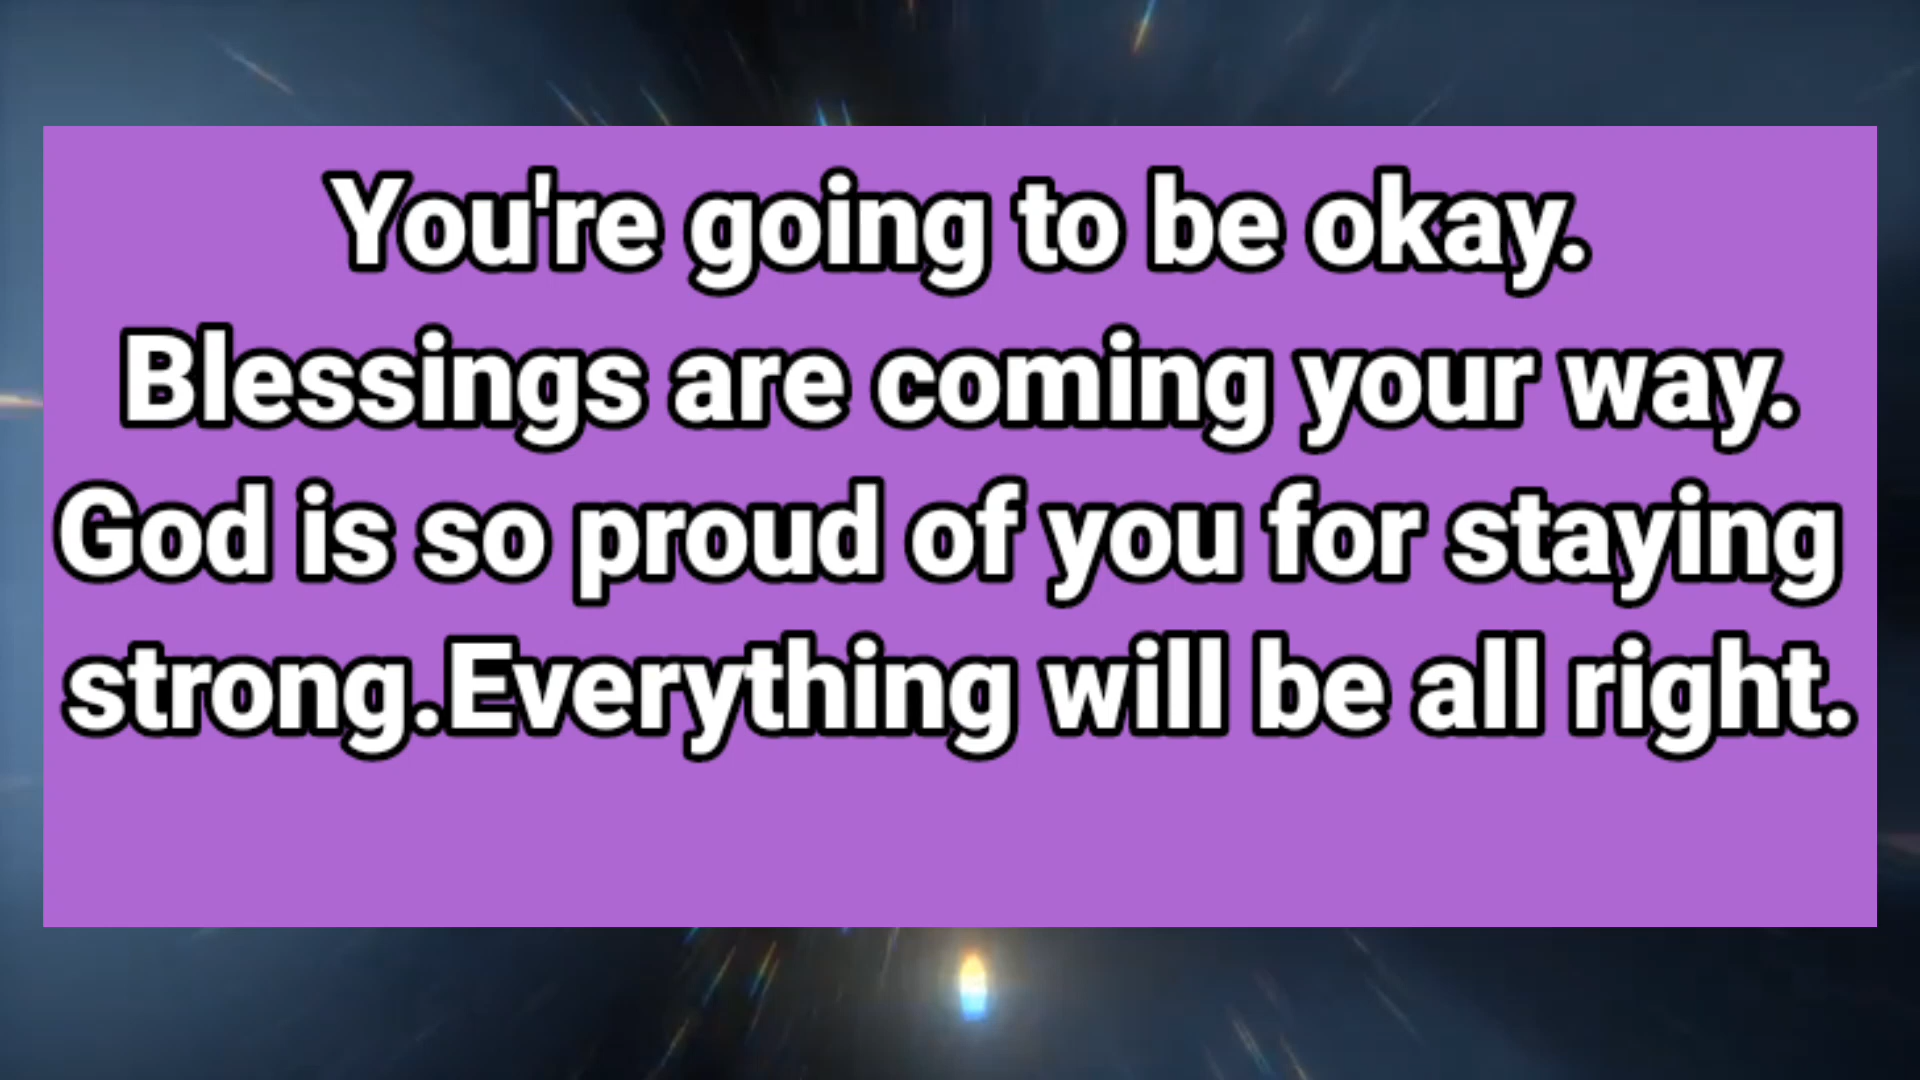 You're going to be okay.
Blessings are coming your way.
God is so proud of you for staying
strong.Everything will be all right.